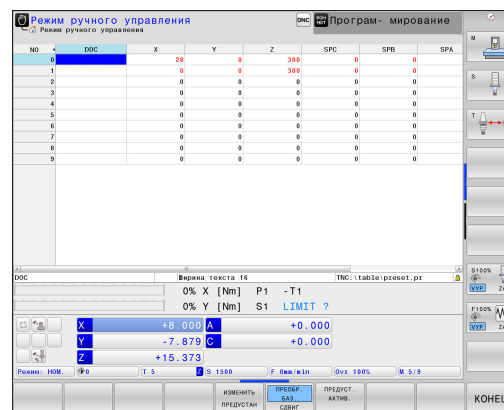 Режим ручного управления
Режим ручного управления
DNC
Програм- мирование
NO DOC X Y Z SPC SPB SPA
0 28 0 300 0 0
1 0 0 300 0 0
2 0 0 0 0 0
3 0 0 0 0 0
4 0 0 0 0 0
5 0 0 0 0 0
6 0 0 0 0 0
7 0 0 0 0 0
8 0 0 0 0 0
9 0 0 0 0 0
DOC Ширина текста 16 TNC:\table\preset.pr
0% X [Nm] P1 -T1
0% Y [Nm] S1 LIMIT ?
X +8.000 A +0.000
Y -7.879 C +0.000
Z +15.373
Режим: НОМ. 0 T 5 Z S 1500 F 0mm/min Ovr 100% M 5/9
ИЗМЕНИТЬ
ПРЕДУСТАН
ПРЕОБР.
БАЗ.
СДВИГ
ПРЕДУСТ.
АКТИВ.
M
S
T
S100%
VYP
F100%
VYP